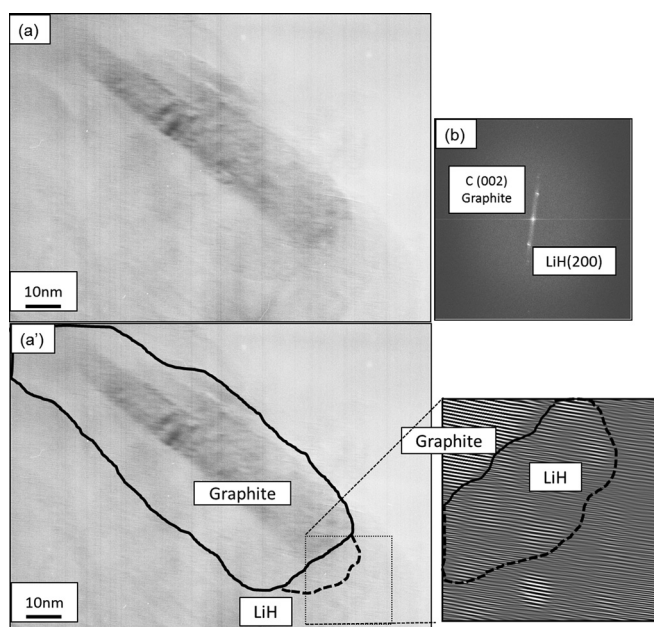 (a)
10nm
(b)
C (002)
Graphite
LiH(200)
(a’)
Graphite
LiH
10nm
Graphite
LiH